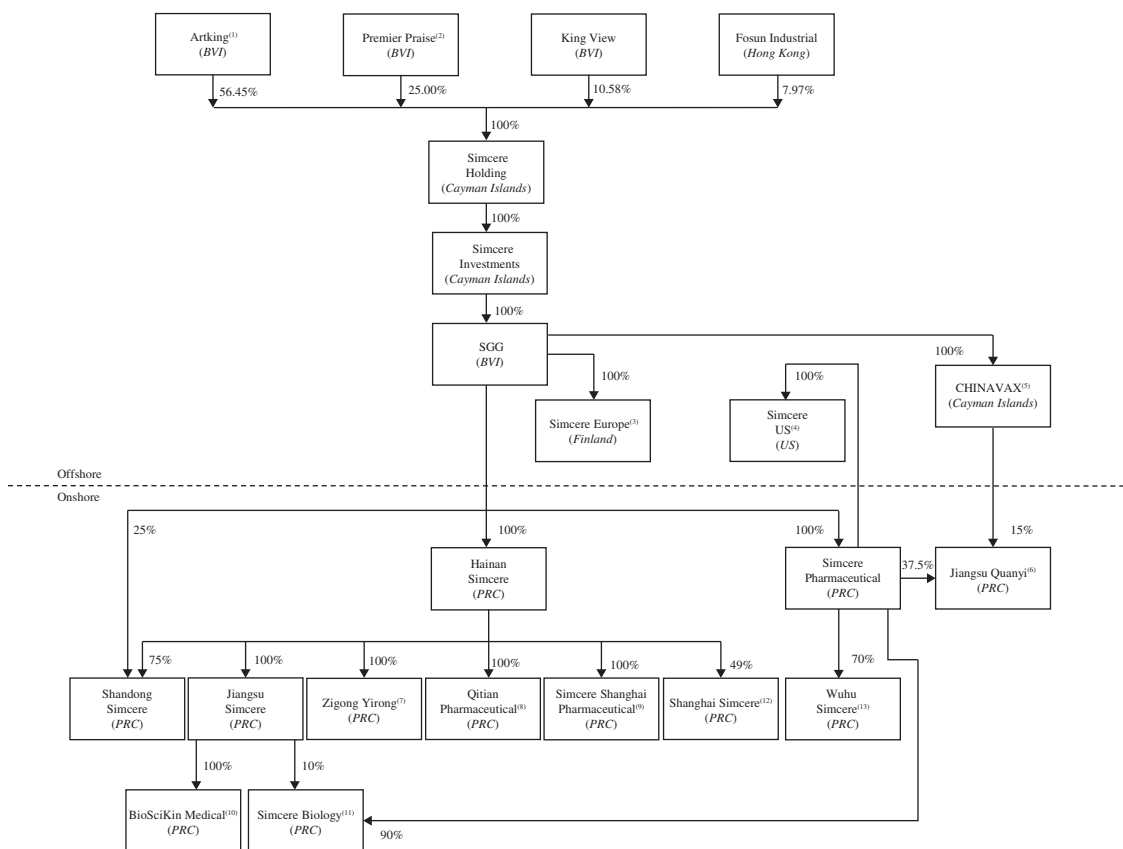 Artking(1)
(BVI)
Premier Praise(2)
(BVI)
King View
(BVI)
Fosun Industrial
(Hong Kong)
56.45%
25.00%
10.58%
7.97%
100%
Simcere
Holding
(Cayman Islands)
100%
Simcere
Investments
(Cayman Islands)
100%
SGG
(BVI)
100%
100%
100%
Simcere Europe(3)
(Finland)
Simcere
US(4)
(US)
CHINAVAX(5)
(Cayman Islands)
Offshore
Onshore
25%
100%
100%
15%
Hainan
Simcere
(PRC)
Simcere
Pharmaceutical
(PRC)
37.5%
Jiangsu Quanyi(6)
(PRC)
75%
100%
100%
100%
100%
49%
70%
Shandong
Simcere
(PRC)
Jiangsu
Simcere
(PRC)
Zigong Yirong(7)
(PRC)
Qitian
Pharmaceutical(8)
(PRC)
Simcere Shanghai
Pharmaceutical(9)
(PRC)
Shanghai Simcere(12)
(PRC)
Wuhu
Simcere(13)
(PRC)
100%
10%
BioSciKin Medical(10)
(PRC)
Simcere Biology(11)
(PRC)
90%